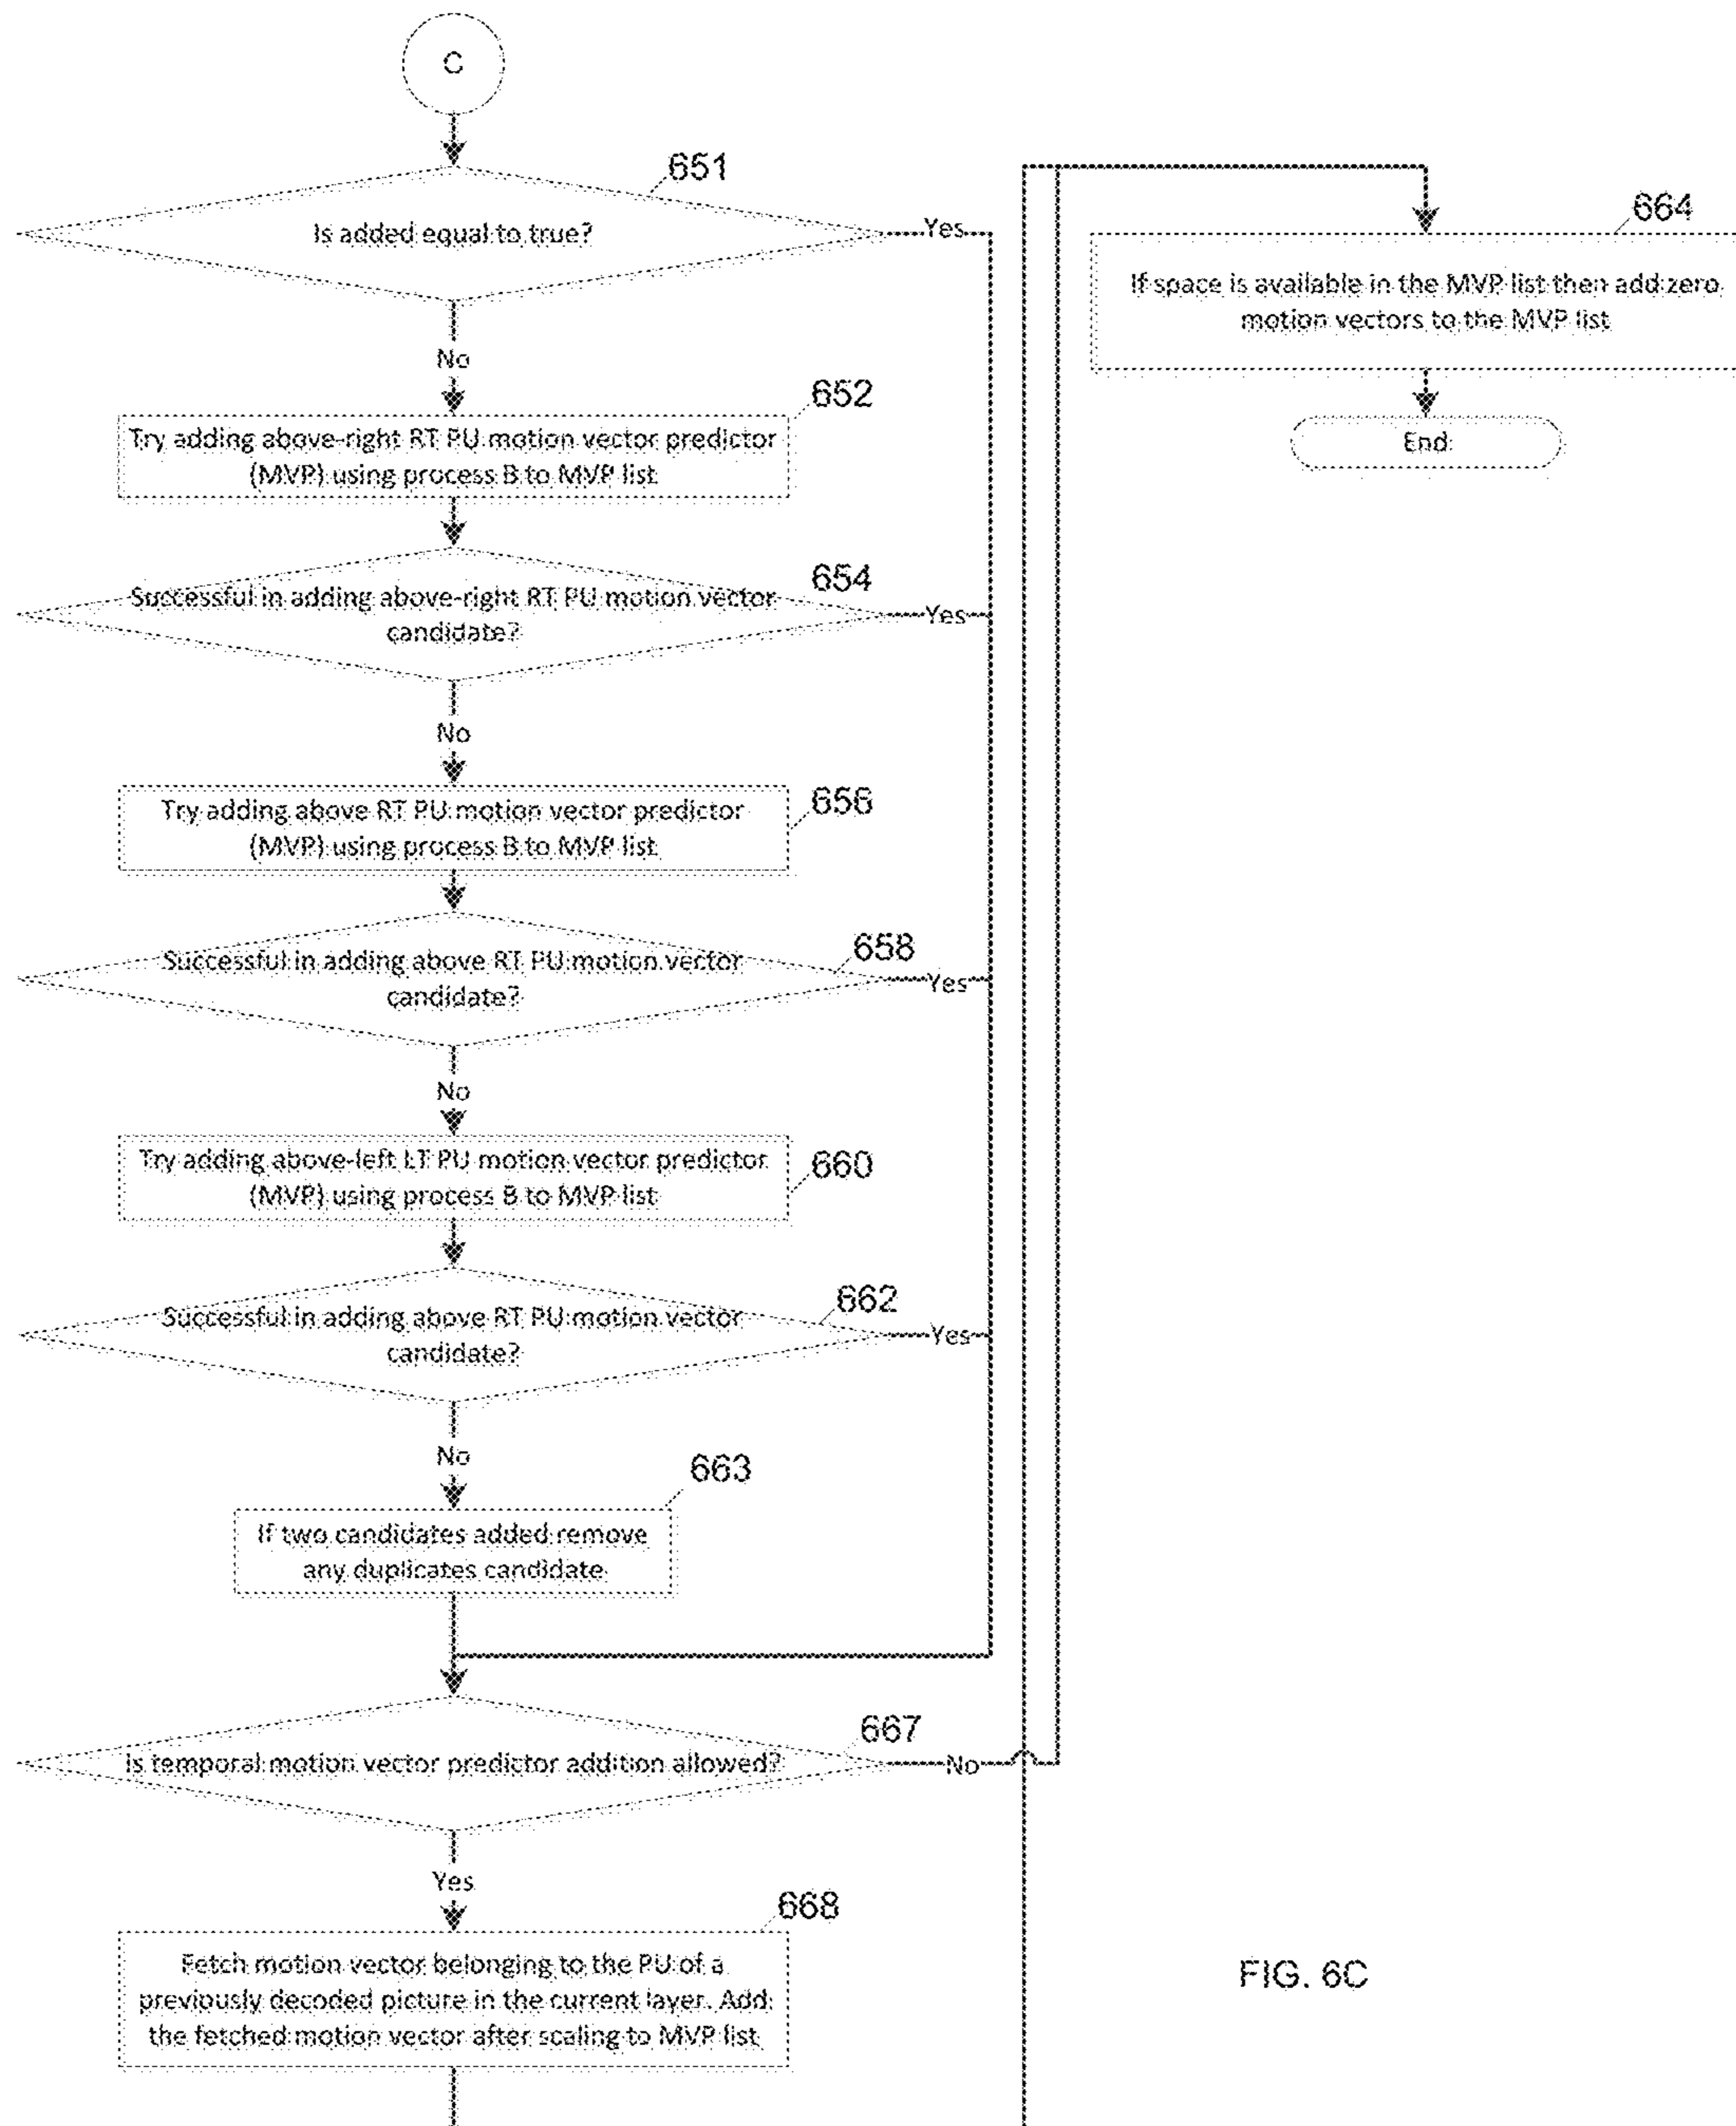 C
651
Is added equal to true?
Yes
No
652
Try adding above-right RT PU motion vector predictor
(MVP) using process B to MVP list
654
Successful in adding above-right RT PU motion vector
candidate?
Yes
No
656
Try adding above RT PU motion vector predictor
(MVP) using process B to MVP list
658
Successful in adding above RT PU motion vector
candidate?
Yes
No
660
Try adding above-left LT PU motion vector predictor
(MVP) using process B to MVP list
662
Successful in adding above RT PU motion vector
candidate?
Yes
No
663
If two candidates added remove
any duplicates candidate
667
Is temporal motion vector predictor addition allowed?
No
Yes
668
Fetch motion vector belonging to the PU of a
previously decoded picture in the current layer. Add
the fetched motion vector after scaling to MVP list
664
If space is available in the MVP list then add zero
motion vectors to the MVP list
End
FIG. 6C